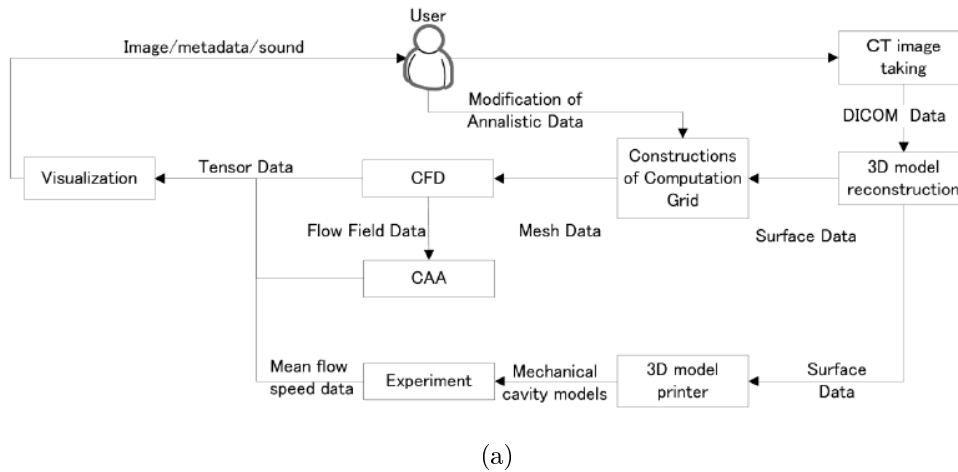 User
Image/metadata/sound
CT image
taking
Modification of
Annalistic Data
DICOM Data
Visualization
Tensor Data
CFD
Constructions
of Computation
Grid
3D model
reconstruction
Flow Field Data
Mesh Data
Surface Data
CAA
Mean flow
speed data
Experiment
Mechanical
cavity models
3D model
printer
Surface
Data
(a)